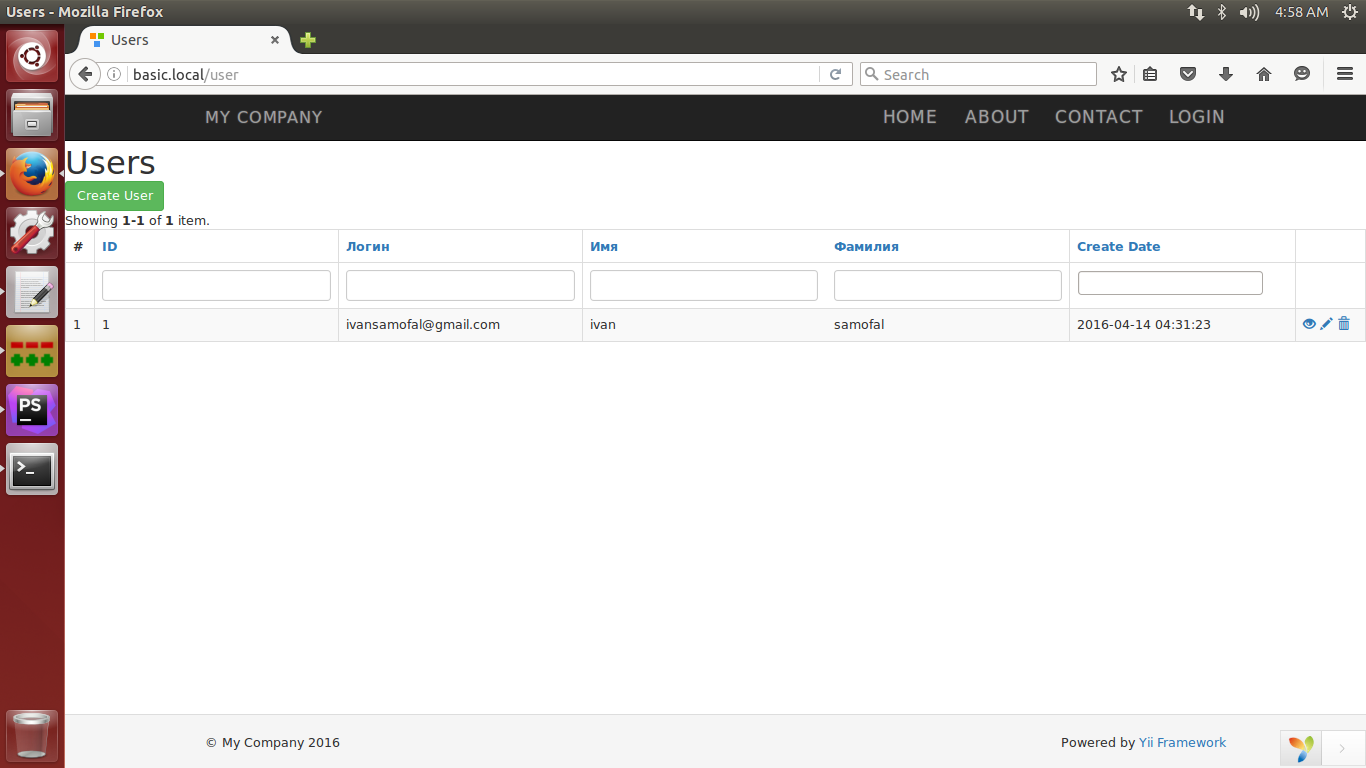 Users - Mozilla Firefox
4:58 AM
Users
basic.local/user
Search
MY COMPANY
HOME ABOUT CONTACT LOGIN
Users
Create User
Showing 1-1 of 1 item.
# ID Логин Имя Фамилия Create Date
1 1 ivansamofal@gmail.com ivan samofal 2016-04-14 04:31:23
PS
>_
© My Company 2016
Powered by Yii Framework